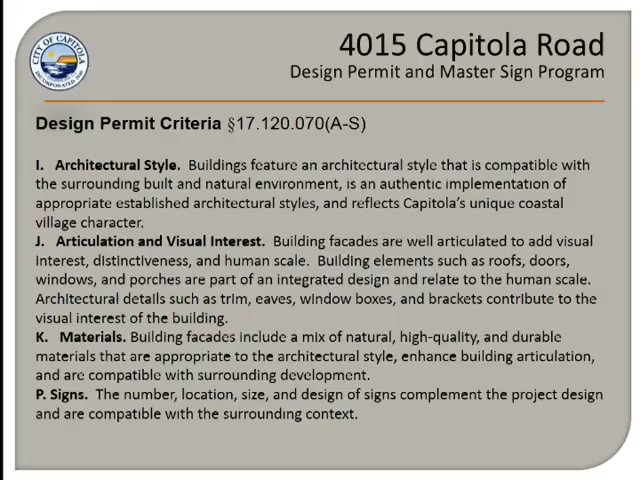 CITY OF CAPITOLA
INCORPORATED 1949
4015 Capitola Road
Design Permit and Master Sign Program
Design Permit Criteria §17.120.070(A-S)
I. Architectural Style. Buildings feature an architectural style that is compatible with
the surrounding built and natural environment, is an authentic implementation of
appropriate established architectural styles, and reflects Capitola’s unique coastal
village character.
J. Articulation and Visual Interest. Building facades are well articulated to add visual
interest, distinctiveness, and human scale. Building elements such as roofs, doors,
windows, and porches are part of an integrated design and relate to the human scale.
Architectural details such as trim, eaves, window boxes, and brackets contribute to the
visual interest of the building.
K. Materials. Building facades include a mix of natural, high-quality, and durable
materials that are appropriate to the architectural style, enhance building articulation,
and are compatible with surrounding development.
P. Signs. The number, location, size, and design of signs complement the project design
and are compatible with the surrounding context.